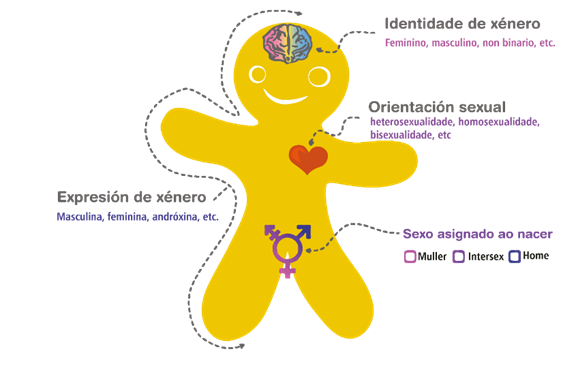 Identidade de xénero
Feminino, masculino, non binario, etc.
Orientación sexual
heterosexualidade, homosexualidade,
bisexualidade, etc
Expresión de xénero
Masculina, feminina, andróxina, etc.
Sexo asignado ao nacer
Muller Intersex Home